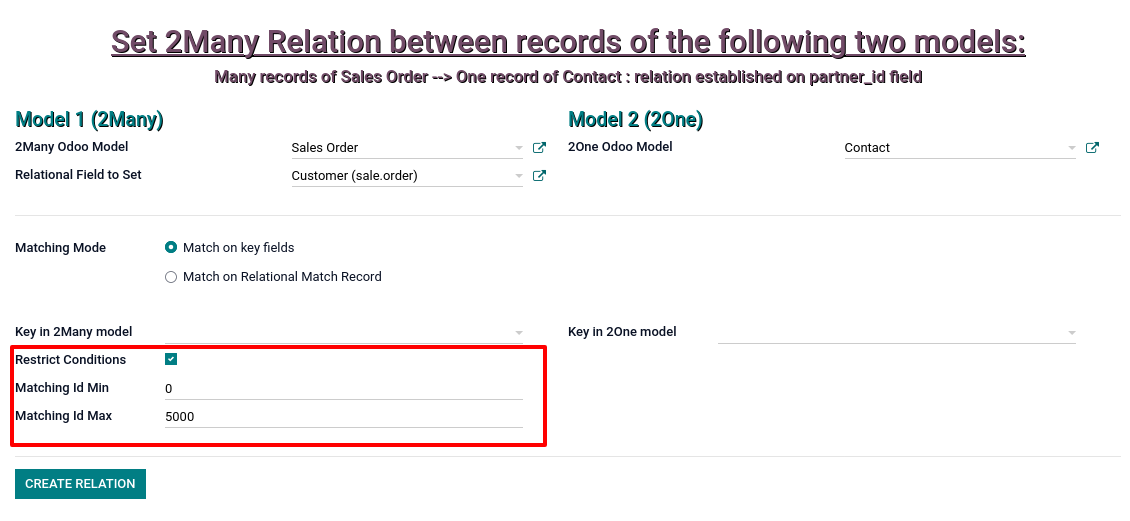 Set 2Many Relation between records of the following two models:
Many records of Sales Order --> One record of Contact : relation established on partner_id field
Model 1 (2Many)
Model 2 (2One)
2Many Odoo Model
Sales Order
2One Odoo Model
Contact
Relational Field to Set
Customer (sale.order)
Matching Mode
Match on key fields
Match on Relational Match Record
Key in 2Many model
Key in 2One model
Restrict Conditions
Matching Id Min
0
Matching Id Max
5000
CREATE RELATION